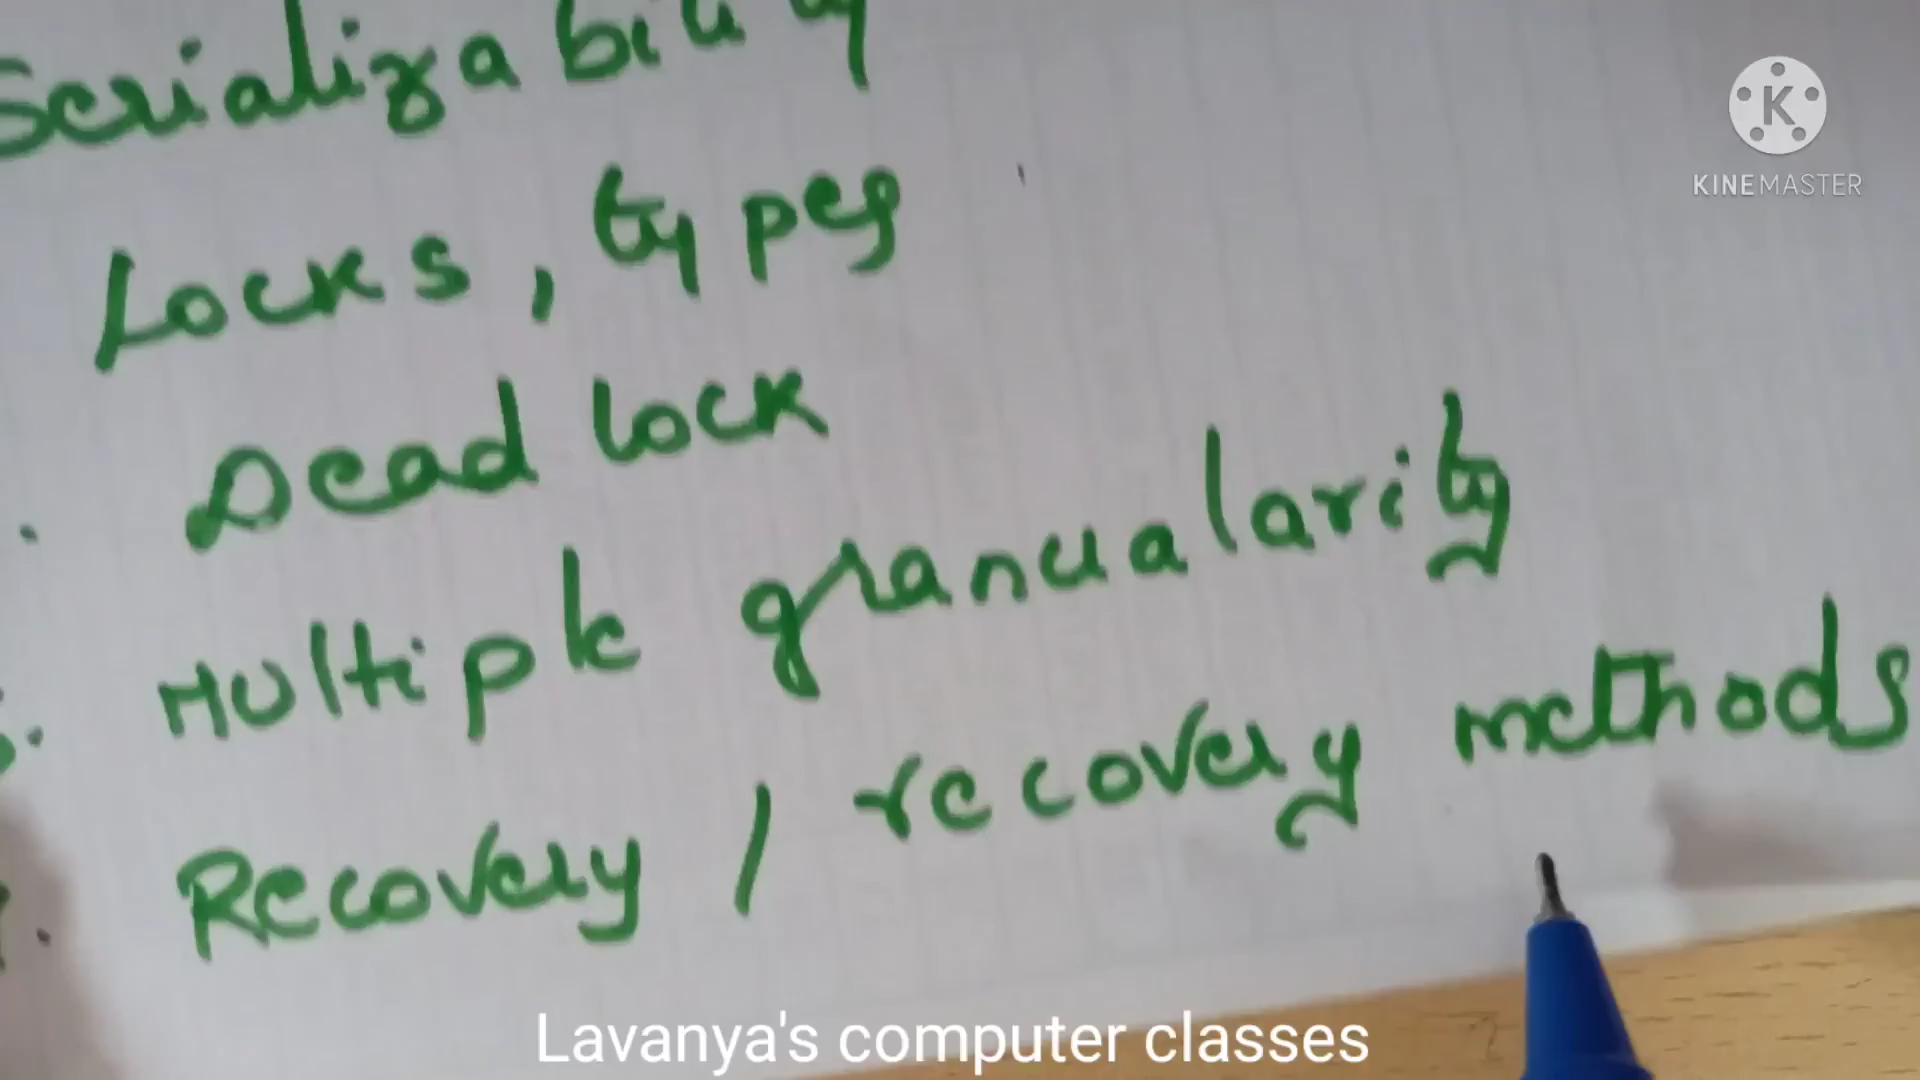 Serializability
KINEMASTER
Locks, types
Dead lock
Multiple granualarity
Recovery / recovery methods
Lavanya's computer classes